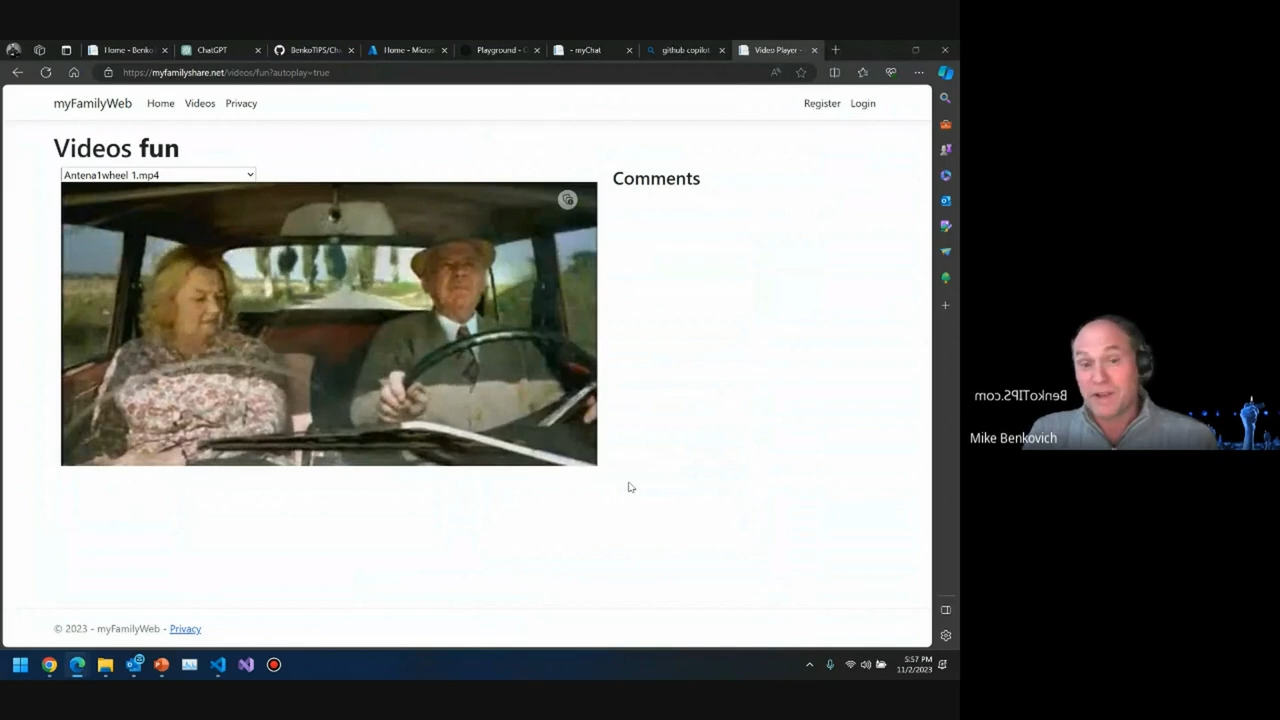 Home - Benko
ChatGPT
BenkoTIPS/Ch
Home - Micros
Playground - O
- myChat
github copilot
Video Player -
https://myfamilyshare.net/videos/fun?autoplay=true
myFamilyWeb Home Videos Privacy Register Login
Videos fun
Antena1wheel 1.mp4
Comments
BenkoTIPS.com
Mike Benkovich
© 2023 - myFamilyWeb - Privacy
5:57 PM
11/2/2023